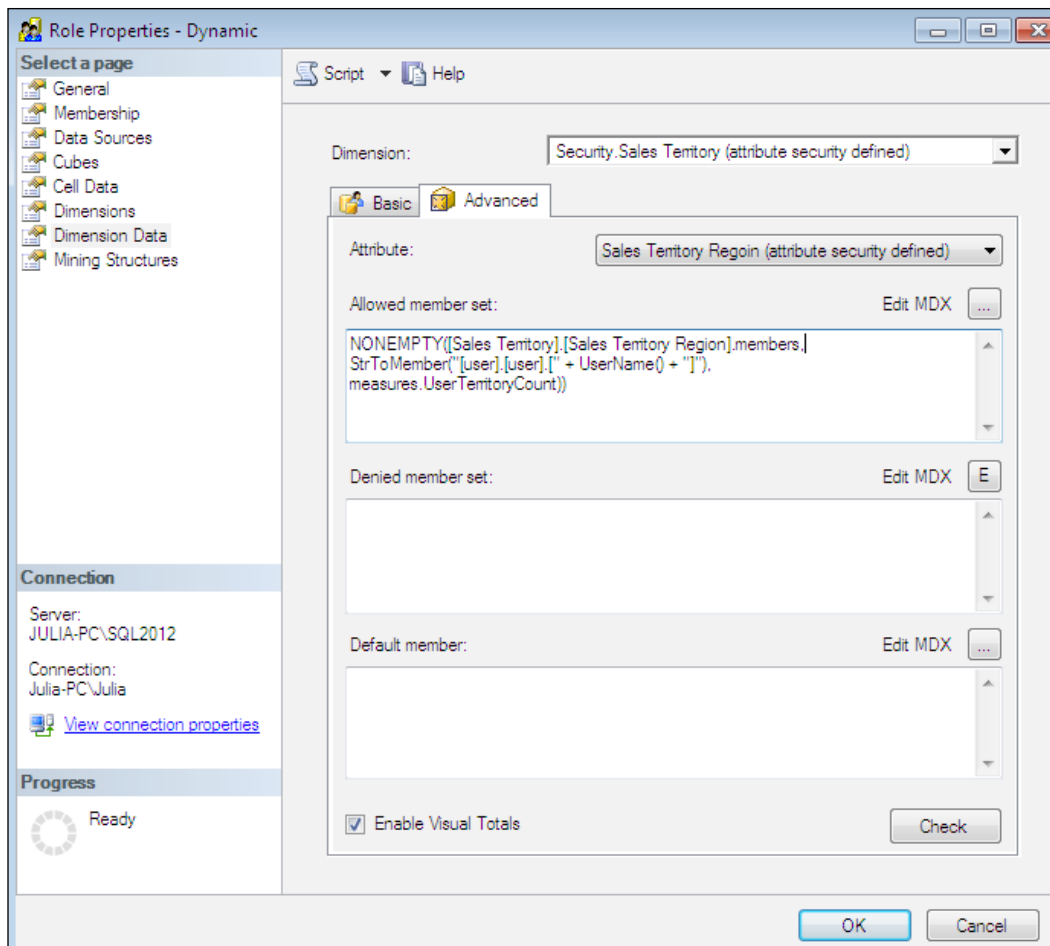 Role Properties - Dynamic
Select a page
General
Membership
Data Sources
Cubes
Cell Data
Dimensions
Dimension Data
Mining Structures
Script Help
Dimension: Security.Sales Territory (attribute security defined)
Basic Advanced
Attribute: Sales Territory Regoin (attribute security defined)
Allowed member set: Edit MDX ...
NONEMPTY([Sales Territory].[Sales Territory Region].members,
StrToMember("[user].[user].[" + UserName() + "]"),
measures.UserTerritoryCount))
Denied member set: Edit MDX E
Default member: Edit MDX ...
Enable Visual Totals
Check
Connection
Server:
JULIA-PC\SQL2012
Connection:
Julia-PC\Julia
View connection properties
Progress
Ready
OK Cancel